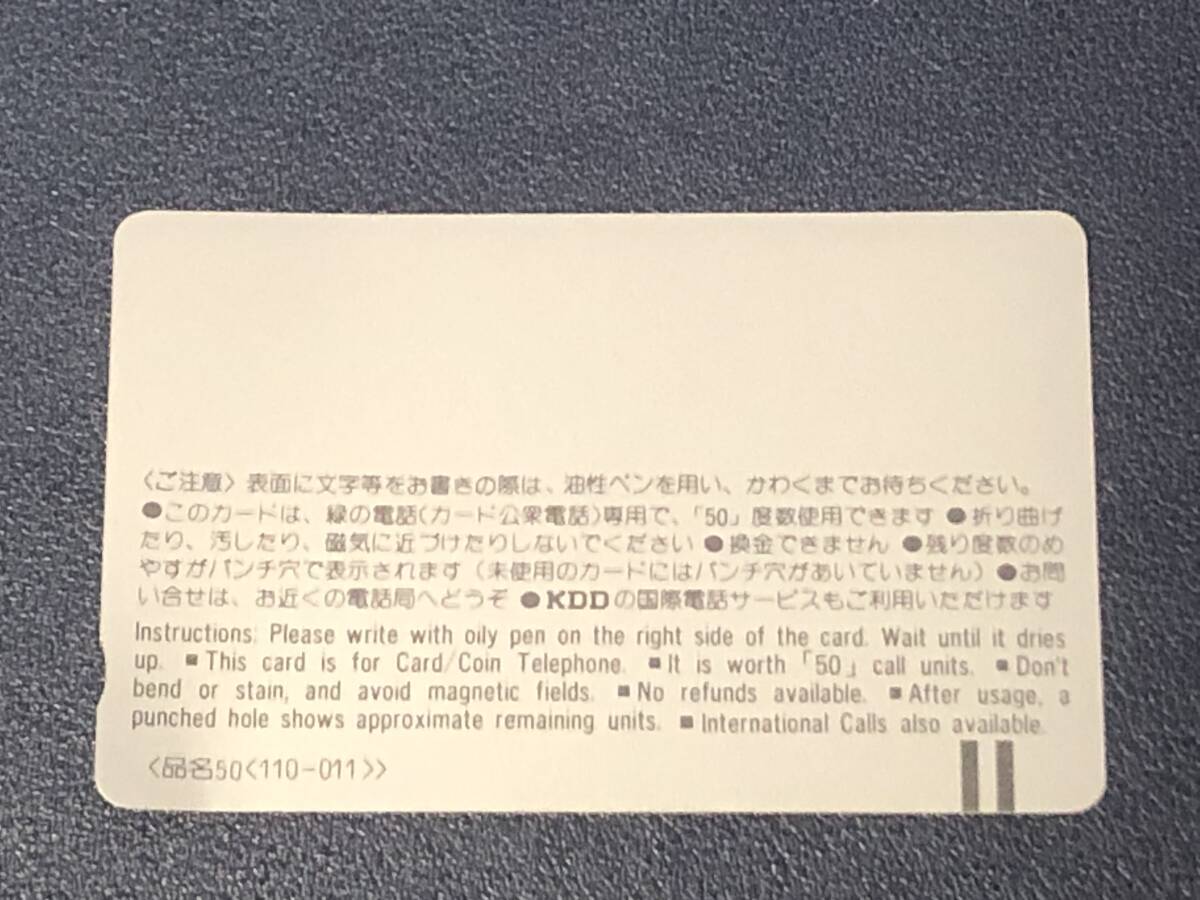 〈ご注意〉表面に文字等をお書きの際は、油性ペンを用い、かわくまでお待ちください。
●このカードは、緑の電話(カード公衆電話)専用で、「50」度数使用できます ●折り曲げ
たり、汚したり、磁気に近づけたりしないでください ●換金できません ●残り度数のめ
やすがパンチ穴で表示されます(未使用のカードにはパンチ穴があいていません) ●お問
い合せは、お近くの電話局へどうぞ ●KDDの国際電話サービスもご利用いただけます
Instructions: Please write with oily pen on the right side of the card. Wait until it dries
up. ■This card is for Card/Coin Telephone. ■It is worth「50」call units. ■Don't
bend or stain, and avoid magnetic fields. ■No refunds available. ■After usage, a
punched hole shows approximate remaining units. ■International Calls also available.
〈品名50〈110-011〉〉